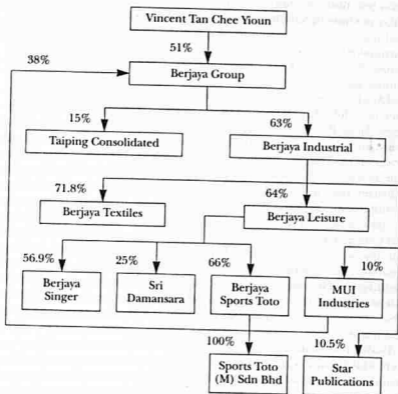 Vincent Tan Chee Yioun
51%
38%
Berjaya Group
15%
63%
Taiping Consolidated
Berjaya Industrial
71.8%
64%
Berjaya Textiles
Berjaya Leisure
56.9%
25%
66%
10%
Berjaya
Singer
Sri
Damansara
Berjaya
Sports Toto
MUI
Industries
100%
10.5%
Sports Toto
(M) Sdn Bhd
Star
Publications